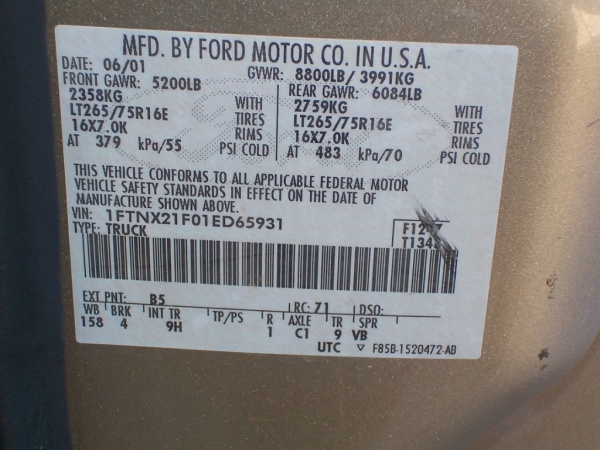 MFD. BY FORD MOTOR CO. IN U.S.A.
DATE: 06/01 GVWR: 8800LB/ 3991KG
FRONT GAWR: 5200LB REAR GAWR: 6084LB
2358KG WITH 2759KG WITH
LT265/75R16E TIRES LT265/75R16E TIRES
16X7.0K RIMS 16X7.0K RIMS
AT 379 kPa/55 PSI COLD AT 483 kPa/70 PSI COLD
THIS VEHICLE CONFORMS TO ALL APPLICABLE FEDERAL MOTOR
VEHICLE SAFETY STANDARDS IN EFFECT ON THE DATE OF
MANUFACTURE SHOWN ABOVE.
VIN: 1FTNX21F01ED65931
TYPE: TRUCK
EXT PNT: B5 RC: 71 DSO:
WB BRK INT TR TP/PS R AXLE TR SPR
158 4 9H 1 C1 9 VB
UTC ▽ F85B-1520472-AB